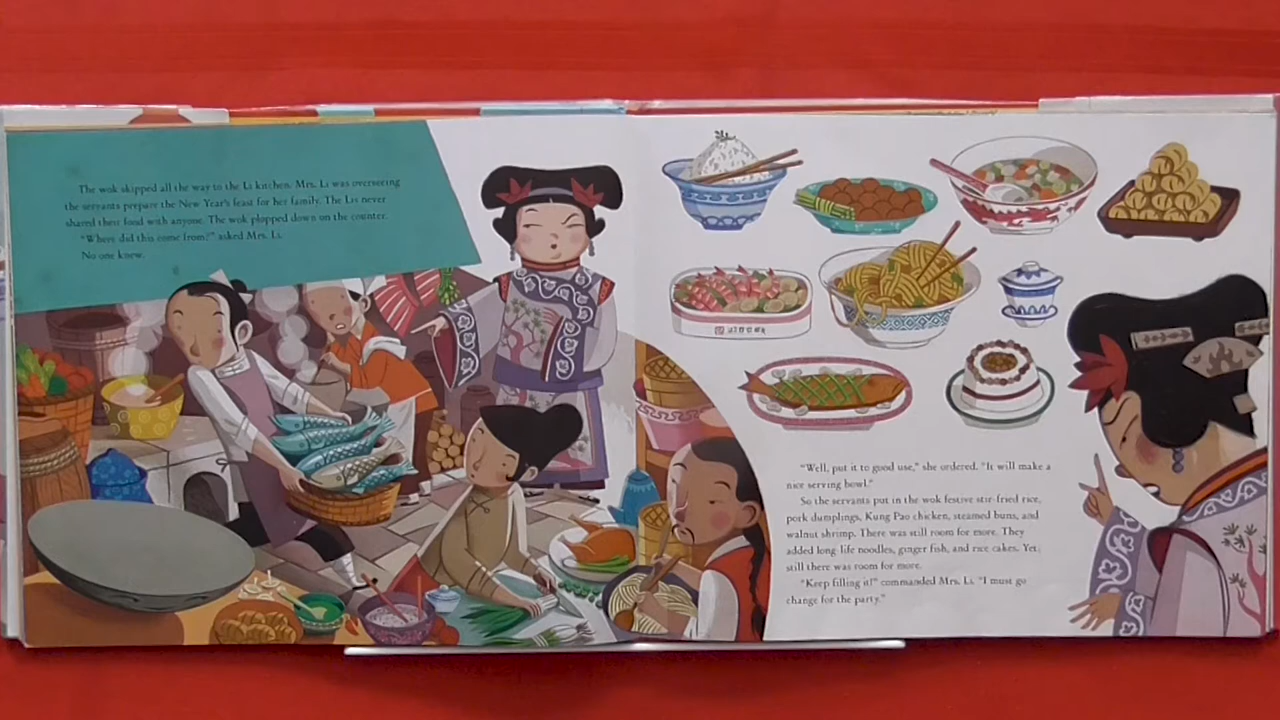 The wok skipped all the way to the Li kitchen. Mrs. Li was overseeing
the servants prepare the New Year's feast for her family. The Lis never
shared their food with anyone. The wok plopped down on the counter.
"Where did this come from?" asked Mrs. Li.
No one knew.
"Well, put it to good use," she ordered. "It will make a
nice serving bowl."
So the servants put in the wok festive stir-fried rice,
pork dumplings, Kung Pao chicken, steamed buns, and
walnut shrimp. There was still room for more. They
added long-life noodles, ginger fish, and rice cakes. Yet
still there was room for more.
"Keep filling it!" commanded Mrs. Li. "I must go
change for the party."